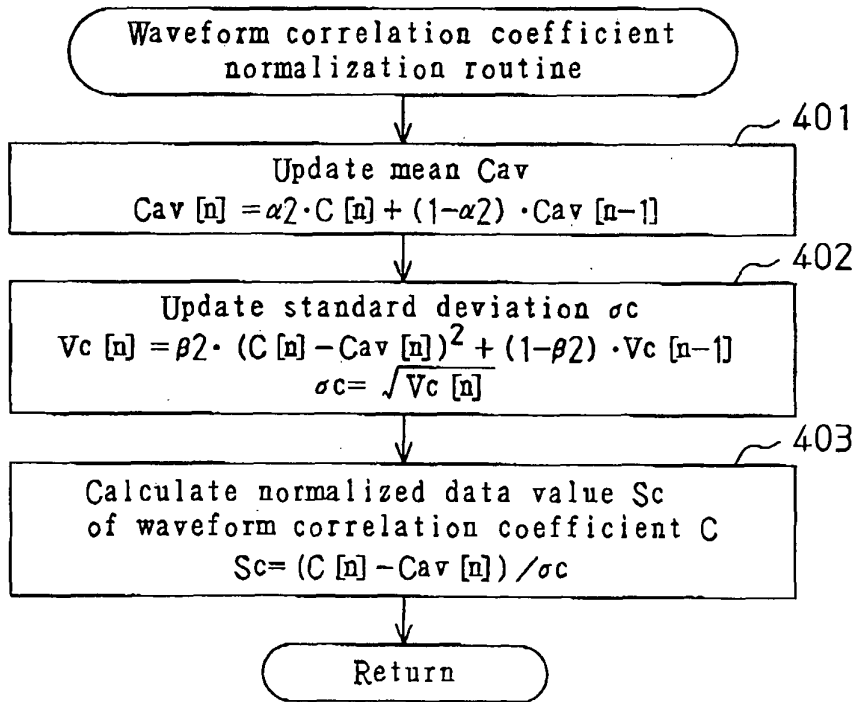 Waveform correlation coefficient
normalization routine
401
Update mean Cav
Cav [n] =α2·C [n] + (1-α2) ·Cav [n-1]
402
Update standard deviation σc
Vc [n] =β2· (C [n] -Cav [n])² + (1-β2) ·Vc [n-1]
σc= √Vc [n]
403
Calculate normalized data value Sc
of waveform correlation coefficient C
Sc= (C [n] -Cav [n]) /σc
Return